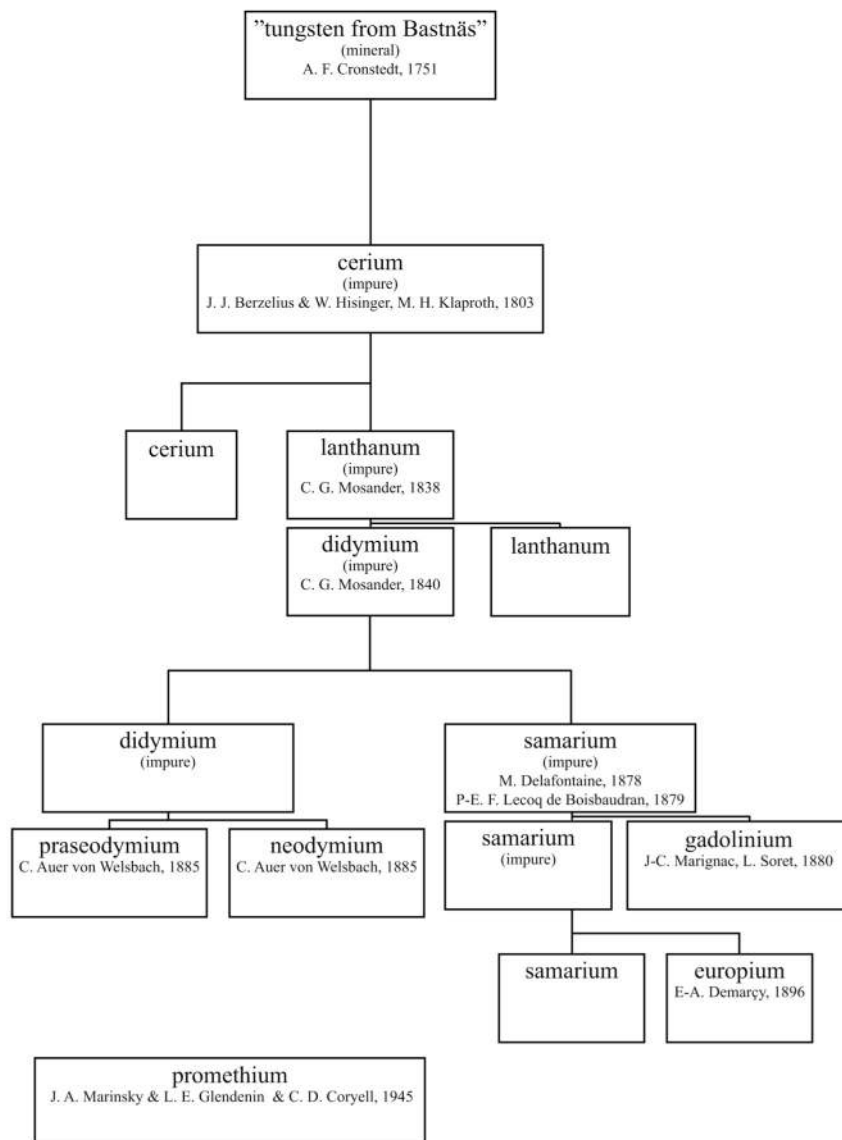 ”tungsten from Bastnäs”
(mineral)
A. F. Cronstedt, 1751
cerium
(impure)
J. J. Berzelius & W. Hisinger, M. H. Klaproth, 1803
cerium
lanthanum
(impure)
C. G. Mosander, 1838
didymium
(impure)
C. G. Mosander, 1840
lanthanum
didymium
(impure)
samarium
(impure)
M. Delafontaine, 1878
P-E. F. Lecoq de Boisbaudran, 1879
praseodymium
C. Auer von Welsbach, 1885
neodymium
C. Auer von Welsbach, 1885
samarium
(impure)
gadolinium
J-C. Marignac, L. Soret, 1880
samarium
europium
E-A. Demarçy, 1896
promethium
J. A. Marinsky & L. E. Glendenin & C. D. Coryell, 1945